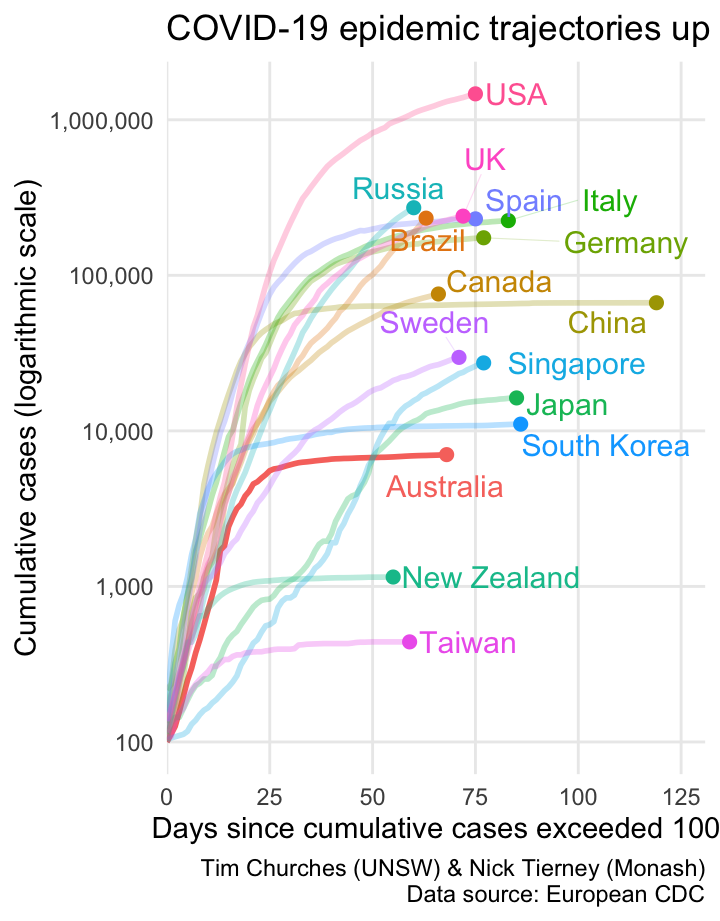 COVID-19 epidemic trajectories up
Cumulative cases (logarithmic scale)
1,000,000
100,000
10,000
1,000
100
USA
UK
Russia
Spain
Italy
Brazil
Germany
Canada
Sweden
China
Singapore
Japan
South Korea
Australia
New Zealand
Taiwan
0 25 50 75 100 125
Days since cumulative cases exceeded 100
Tim Churches (UNSW) & Nick Tierney (Monash)
Data source: European CDC